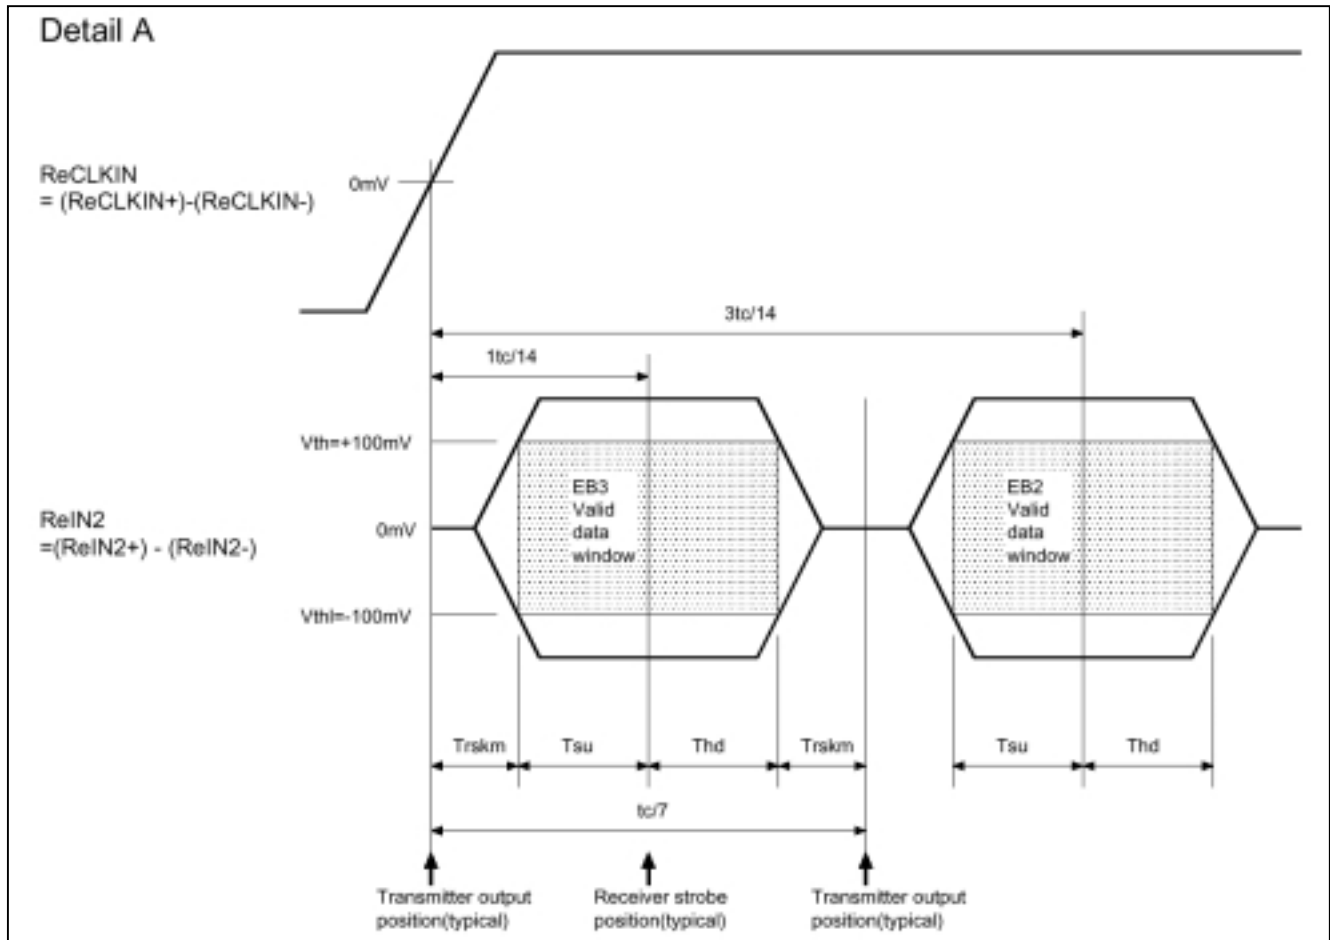 Detail A
ReCLKIN
= (ReCLKIN+)-(ReCLKIN-)
0mV
3tc/14
1tc/14
Vth=+100mV
EB3
Valid
data
window
EB2
Valid
data
window
ReIN2
=(ReIN2+) - (ReIN2-)
0mV
Vthl=-100mV
Trskm
Tsu
Thd
Trskm
Tsu
Thd
tc/7
Transmitter output
position(typical)
Receiver strobe
position(typical)
Transmitter output
position(typical)